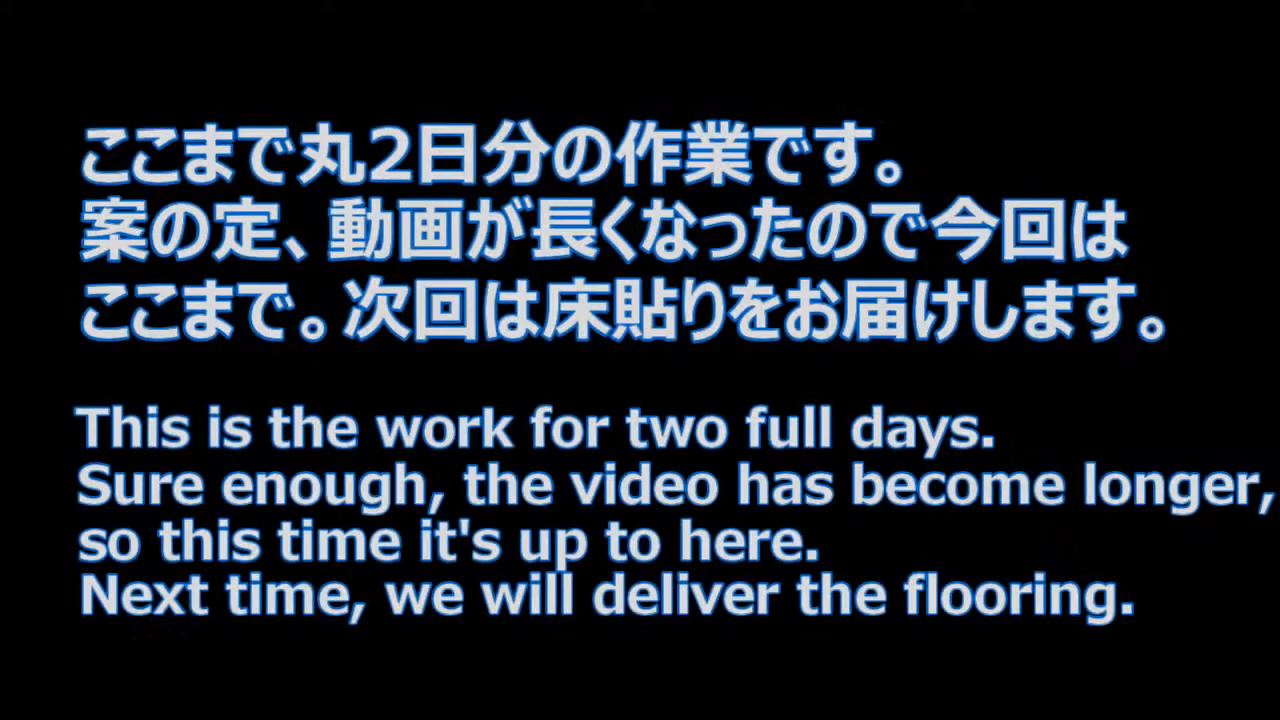 ここまで丸2日分の作業です。
案の定、動画が長くなったので今回は
ここまで。次回は床貼りをお届けします。
This is the work for two full days.
Sure enough, the video has become longer,
so this time it's up to here.
Next time, we will deliver the flooring.